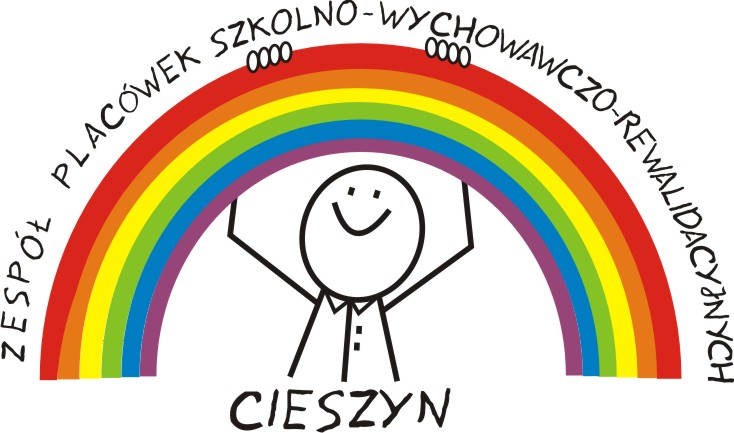 ZESPÓŁ PLACÓWEK SZKOLNO-WYCHOWAWCZO-REWALIDACYJNYCH
CIESZYN